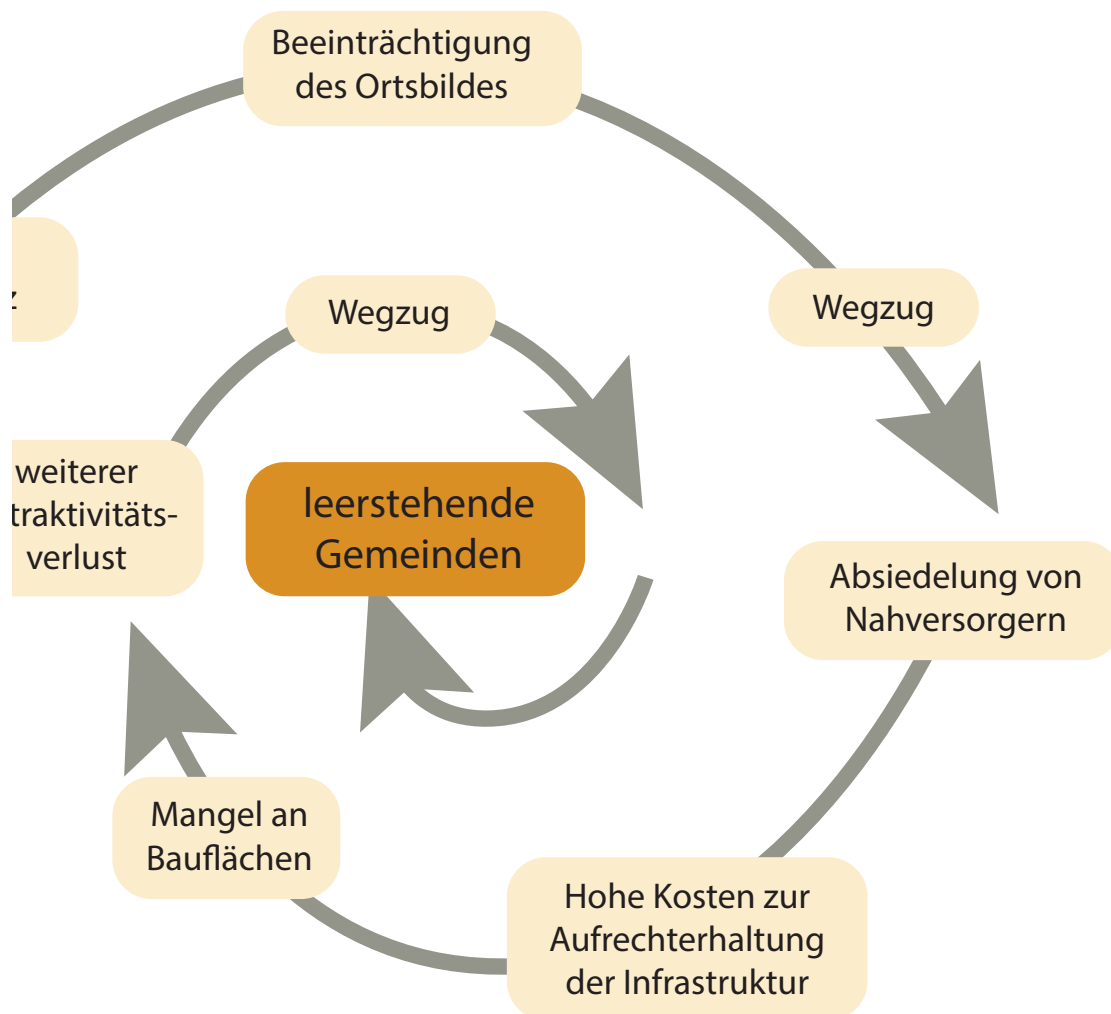 Beeinträchtigung
des Ortsbildes
z
Wegzug
Wegzug
weiterer
traktivitäts-
verlust
leerstehende
Gemeinden
Absiedelung von
Nahversorgern
Mangel an
Bauflächen
Hohe Kosten zur
Aufrechterhaltung
der Infrastruktur